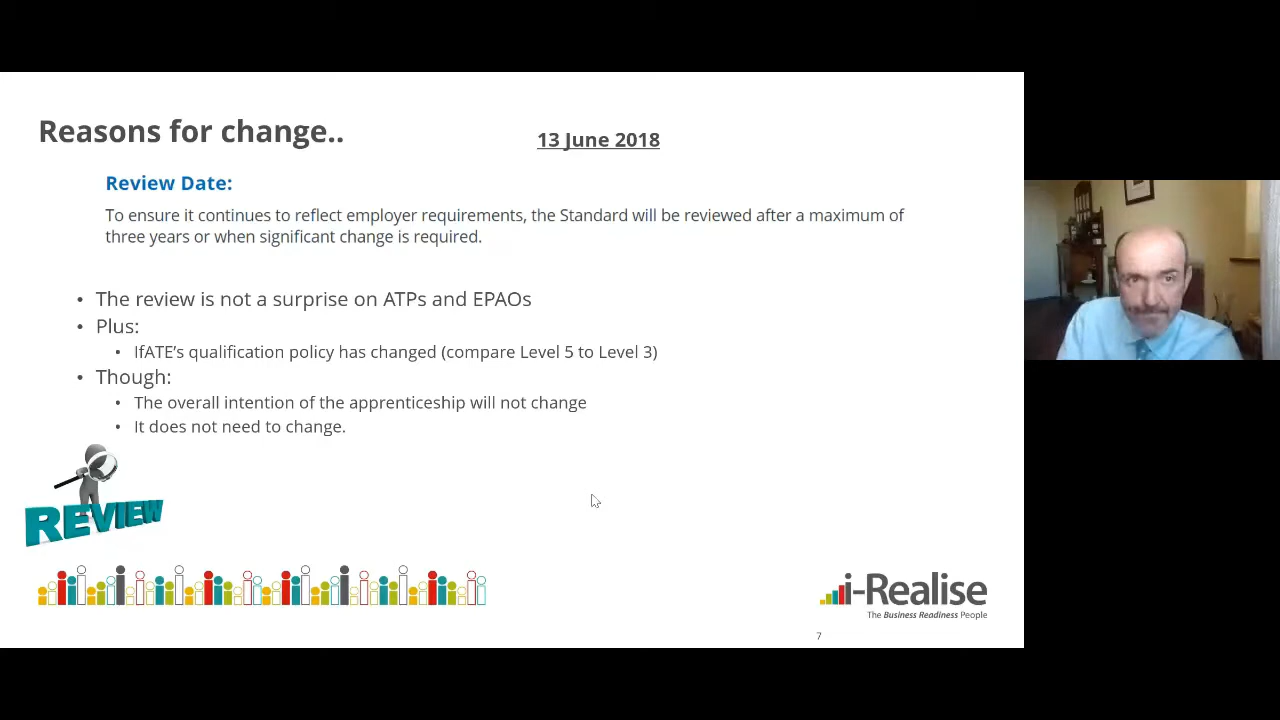 Reasons for change..
13 June 2018
Review Date:
To ensure it continues to reflect employer requirements, the Standard will be reviewed after a maximum of
three years or when significant change is required.
• The review is not a surprise on ATPs and EPAOs
• Plus:
• IfATE's qualification policy has changed (compare Level 5 to Level 3)
• Though:
• The overall intention of the apprenticeship will not change
• It does not need to change.
REVIEW
i-Realise
The Business Readiness People
7